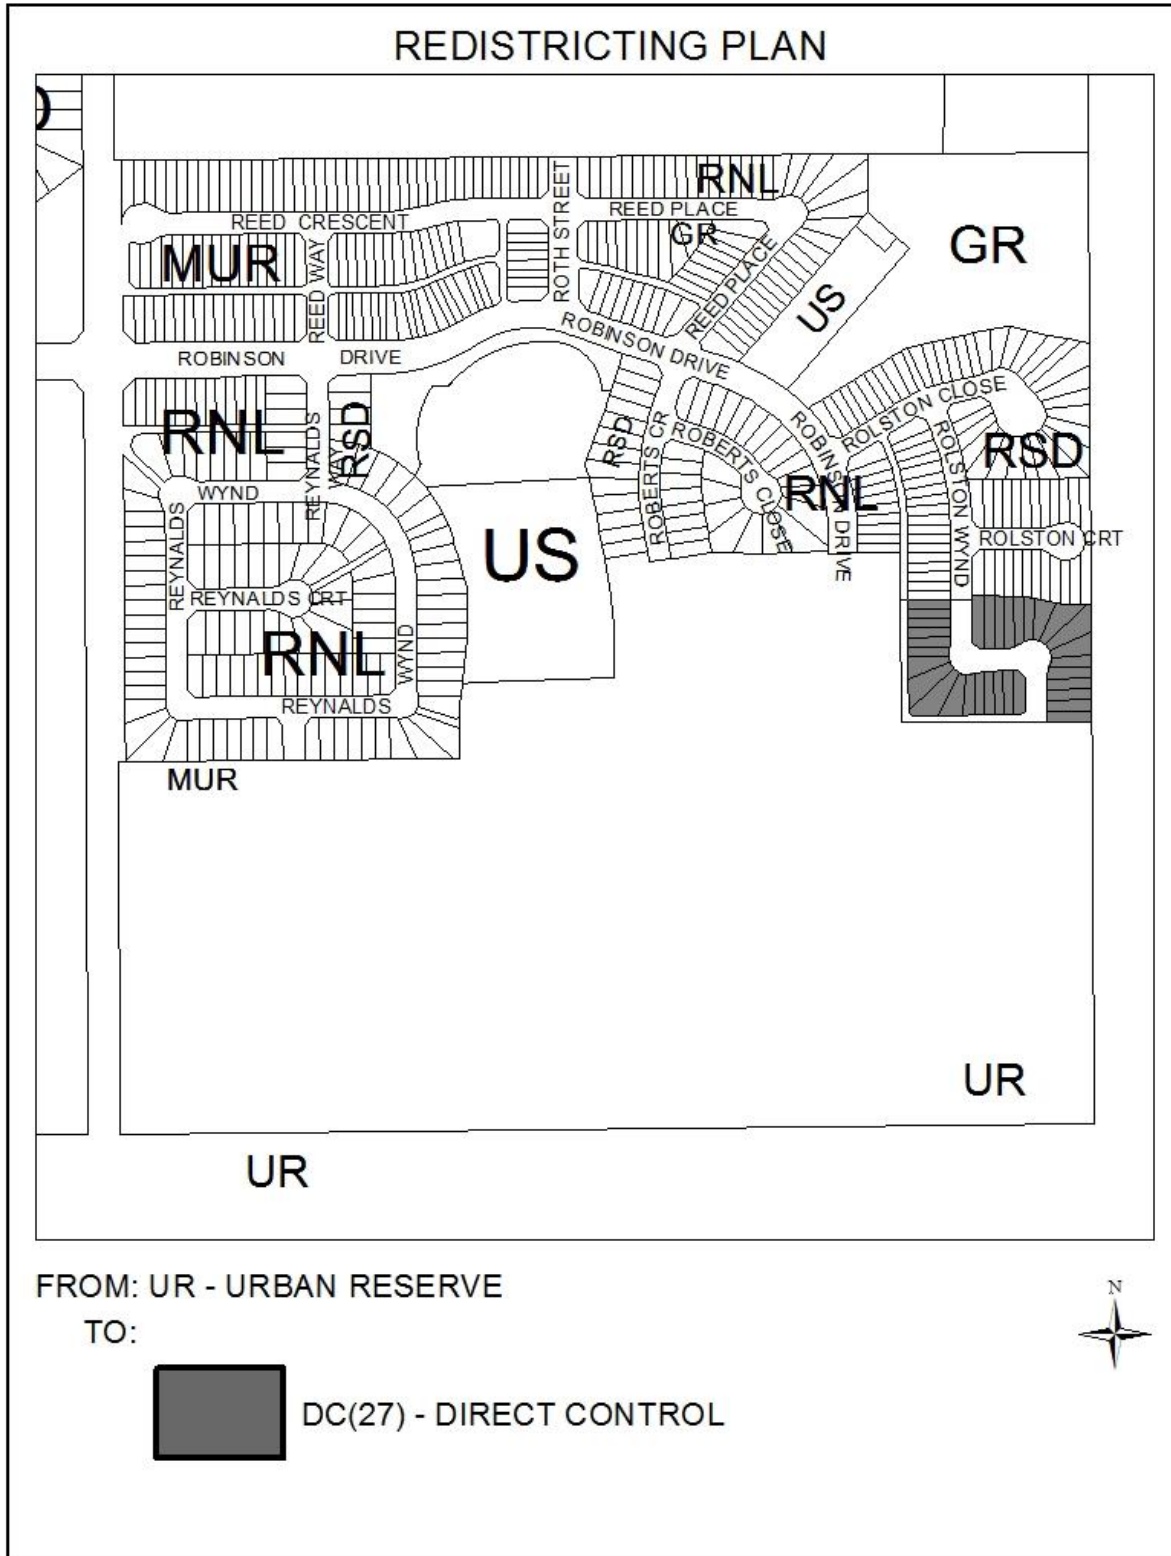 REDISTRICTING PLAN
RNL
REED CRESCENT
ROTH STREET
REED PLACE
GR
GR
MUR
REED WAY
REED PLACE
US
ROBINSON DRIVE
ROBINSON DRIVE
RNL
REYNALDS WAY
RSD
RSD
ROBERTS CR
ROBERTS CLOSE
ROBINSON DRIVE
RNL
ROLSTON CLOSE
ROLSTON WYND
RSD
WYND
REYNALDS
US
ROLSTON CRT
REYNALDS CRT
RNL
WYND
REYNALDS
MUR
UR
UR
FROM: UR - URBAN RESERVE
TO:
N
DC(27) - DIRECT CONTROL